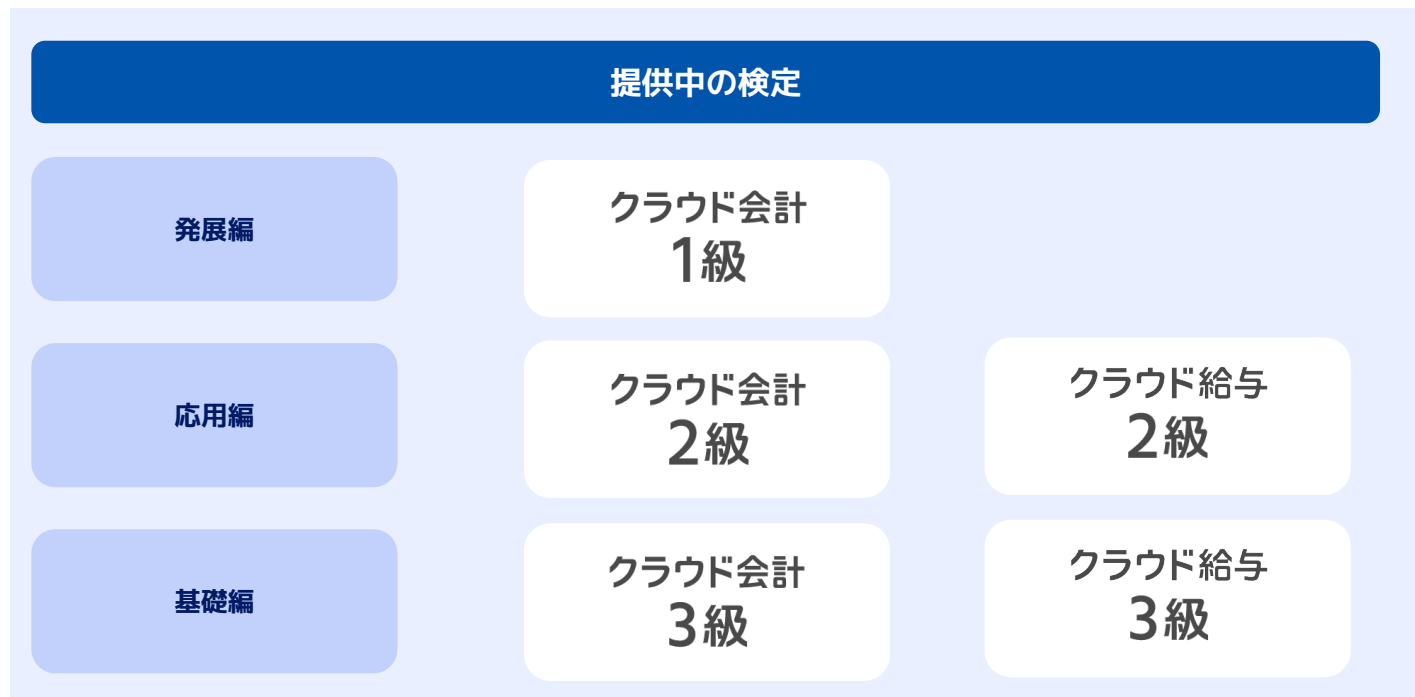 提供中の検定
発展編
クラウド会計
1級
応用編
クラウド会計
2級
クラウド給与
2級
基礎編
クラウド会計
3級
クラウド給与
3級